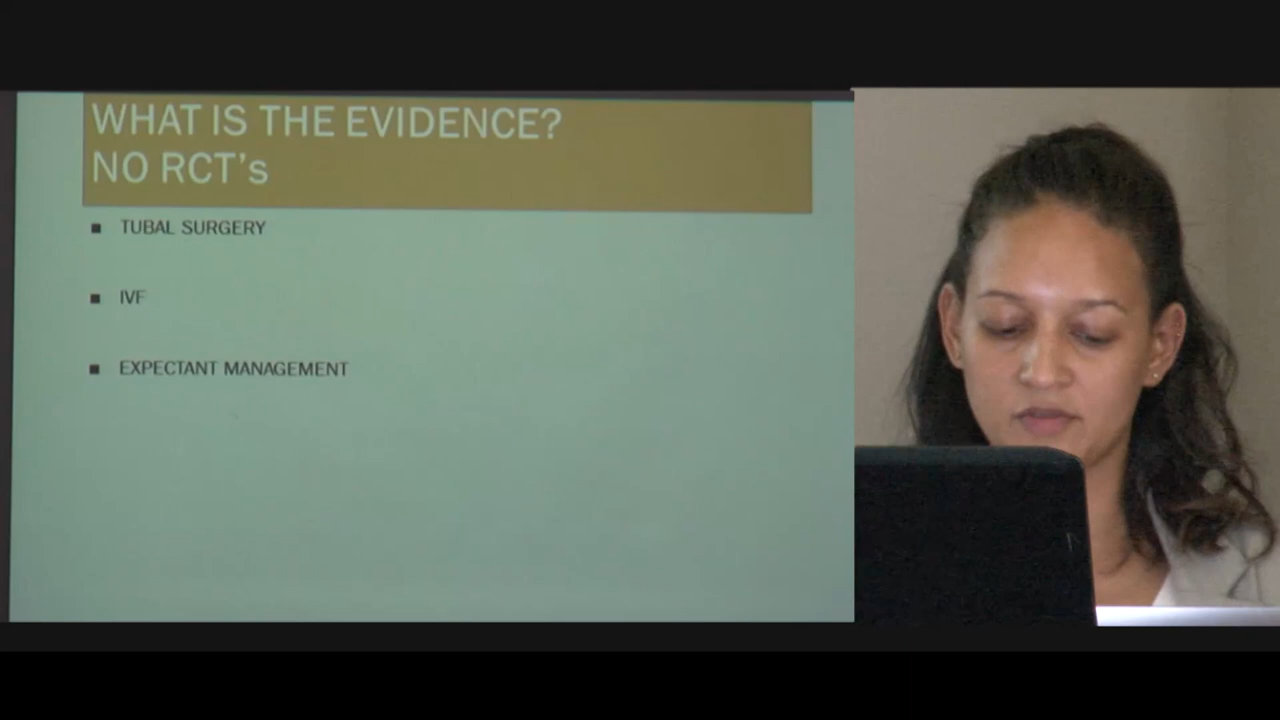 WHAT IS THE EVIDENCE?
NO RCT's
TUBAL SURGERY
IVF
EXPECTANT MANAGEMENT